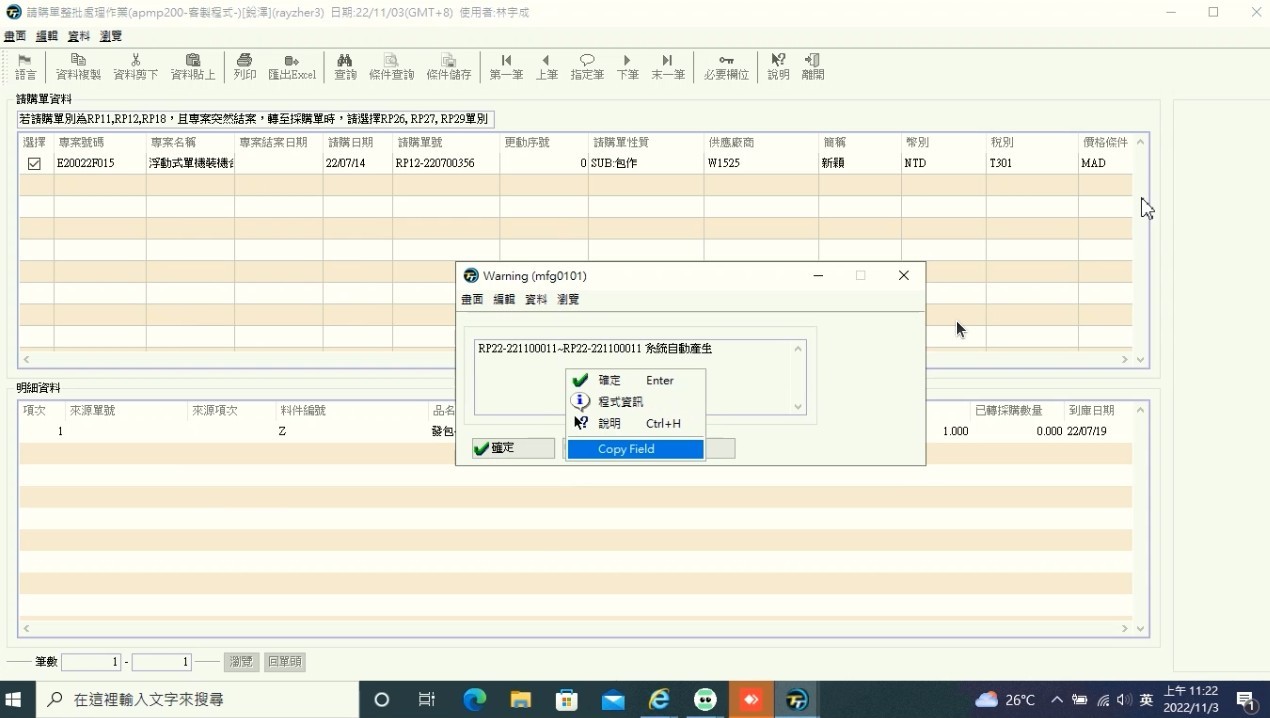 請購單整批處理作業(apmp200-客製程式-)[銳澤](rayzher3) 日期:22/11/03(GMT+8) 使用者:林宇成
畫面 編輯 資料 瀏覽
語言 資料複製 資料剪下 資料貼上 列印 匯出Excel 查詢 條件查詢 條件儲存 第一筆 上筆 指定筆 下筆 末一筆 必要欄位 說明 離開
請購單資料
若請購單別為RP11,RP12,RP18，且專案突然結案，轉至採購單時，請選擇RP26, RP27, RP29單別
選擇 專案號碼 專案名稱 專案結案日期 請購日期 請購單號 更動序號 請購單性質 供應廠商 簡稱 幣別 稅別 價格條件
E20022F015 浮動式單機裝機台 22/07/14 RP12-220700356 0 SUB:包作 W1525 新穎 NTD T301 MAD
Warning (mfg0101)
畫面 編輯 資料 瀏覽
RP22-221100011~RP22-221100011 系統自動產生
確定 Enter
程式資訊
說明 Ctrl+H
Copy Field
確定
明細資料
項次 來源單號 來源項次 料件編號 品名 已轉採購數量 到庫日期
1 Z 發包 1.000 0.000 22/07/19
筆數 1 - 1 瀏覽 回單頭
在這裡輸入文字來搜尋
26°C 英 上午 11:22
2022/11/3
1